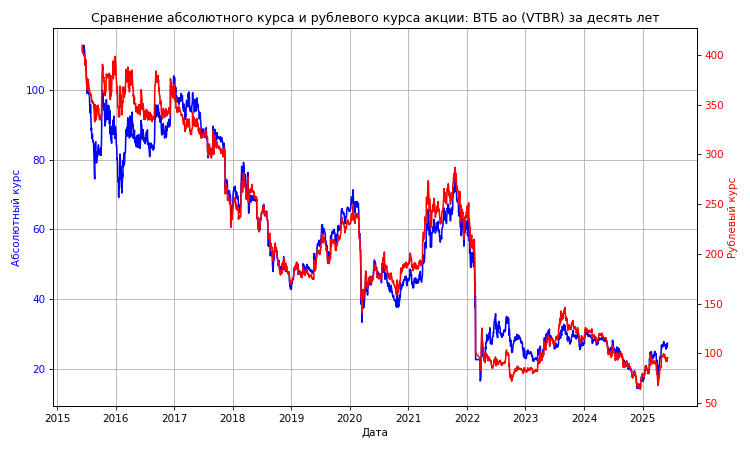 Сравнение абсолютного курса и рублевого курса акции: ВТБ ао (VTBR) за десять лет
100
80
60
40
20
Абсолютный курс
400
350
300
250
200
150
100
50
Рублевый курс
2015 2016 2017 2018 2019 2020 2021 2022 2023 2024 2025
Дата